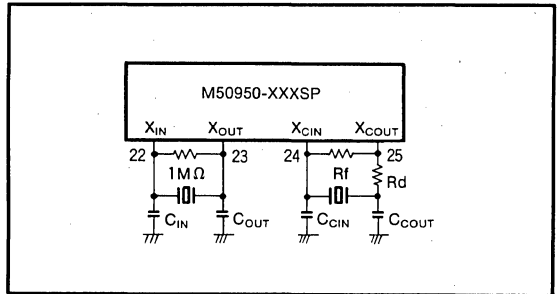 M50950-XXXSP
XIN XOUT XCIN XCOUT
22 23 24 25
1MΩ Rf Rd
CIN COUT CCIN CCOUT